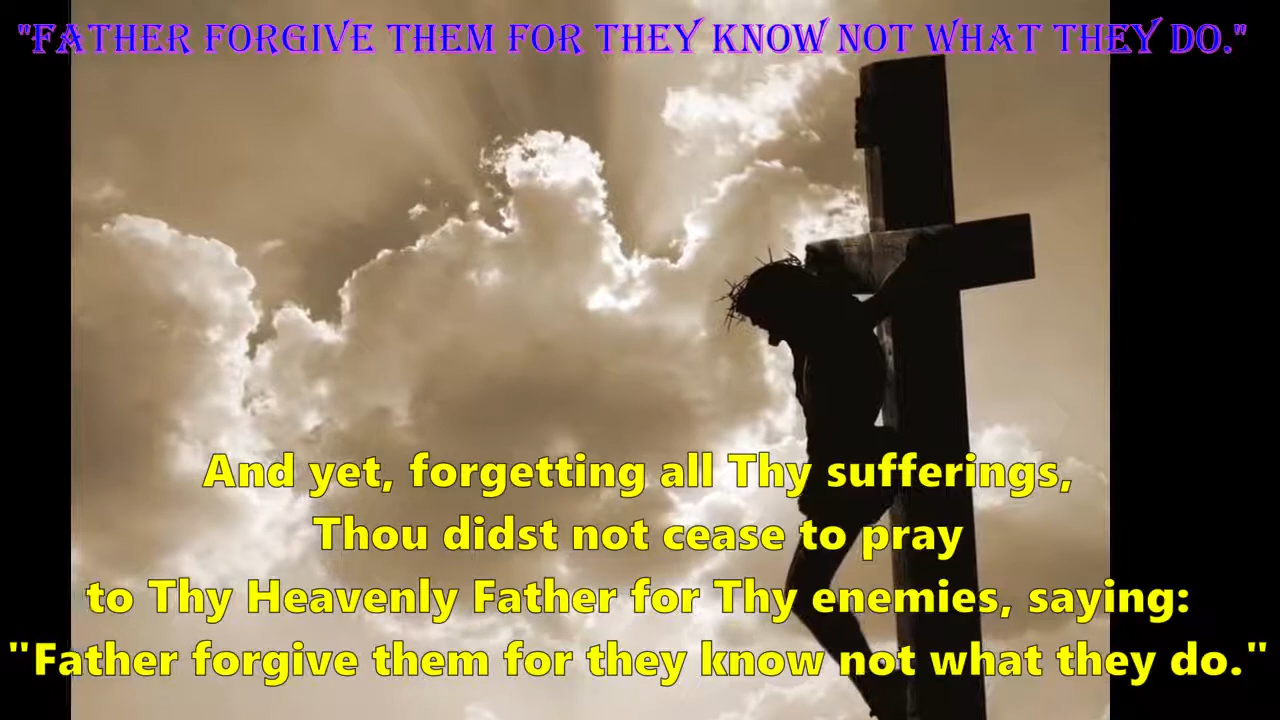 "FATHER FORGIVE THEM FOR THEY KNOW NOT WHAT THEY DO."
And yet, forgetting all Thy sufferings,
Thou didst not cease to pray
to Thy Heavenly Father for Thy enemies, saying:
"Father forgive them for they know not what they do."